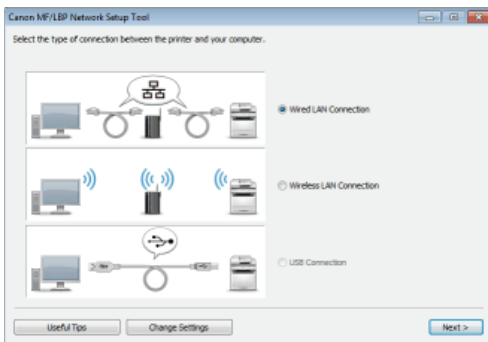 Canon MF/LBP Network Setup Tool
Select the type of connection between the printer and your computer.
Wired LAN Connection
Wireless LAN Connection
USB Connection
Useful Tips
Change Settings
Next >